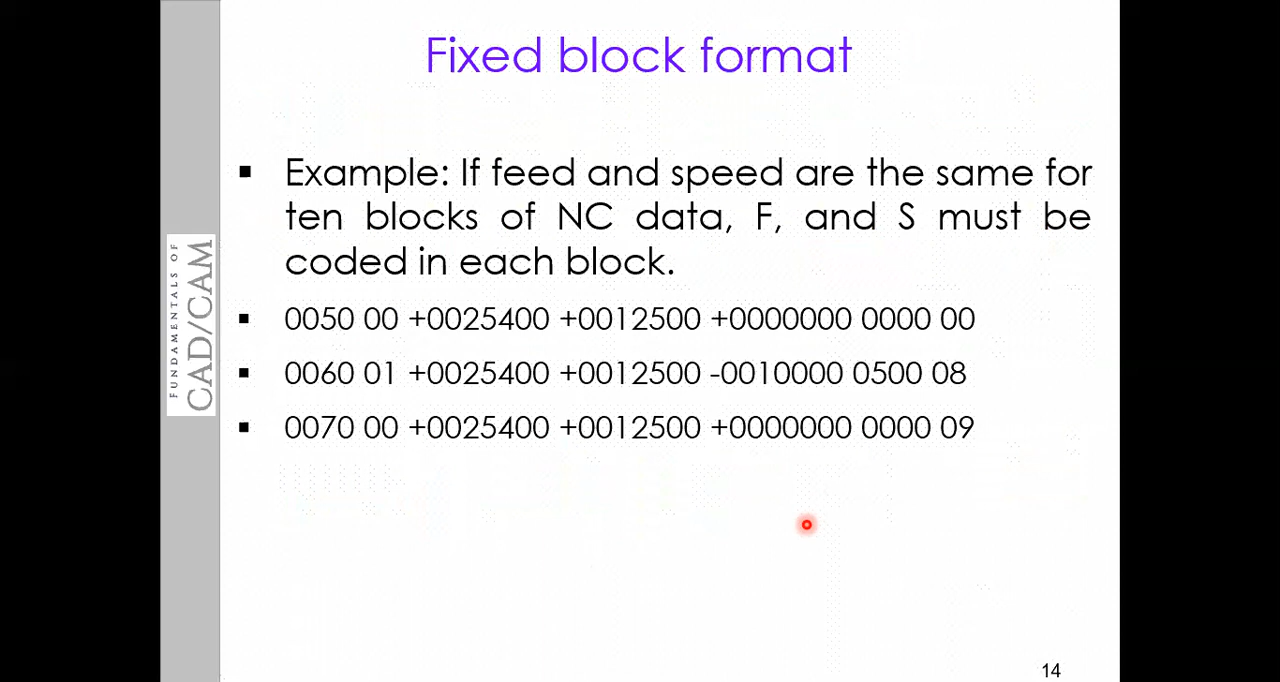 Fixed block format
FUNDAMENTALS OF
CAD/CAM
▪ Example: If feed and speed are the same for
ten blocks of NC data, F, and S must be
coded in each block.
▪ 0050 00 +0025400 +0012500 +0000000 0000 00
▪ 0060 01 +0025400 +0012500 -0010000 0500 08
▪ 0070 00 +0025400 +0012500 +0000000 0000 09
14